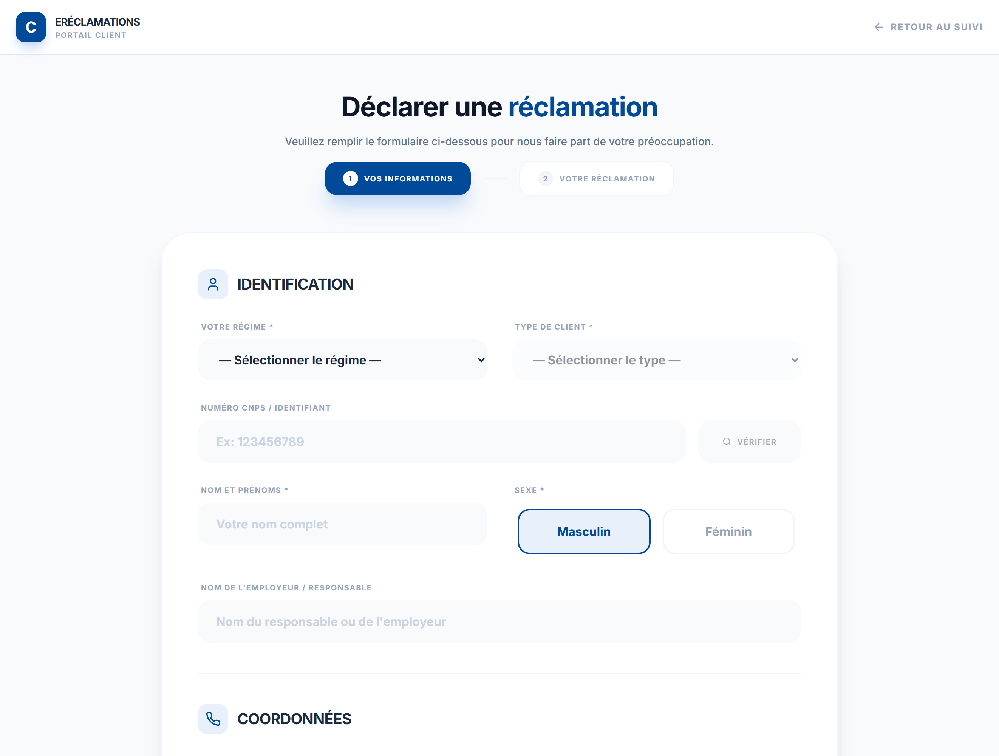 C
ERÉCLAMATIONS
PORTAIL CLIENT
RETOUR AU SUIVI
Déclarer une réclamation
Veuillez remplir le formulaire ci-dessous pour nous faire part de votre préoccupation.
1 VOS INFORMATIONS
2 VOTRE RÉCLAMATION
IDENTIFICATION
VOTRE RÉGIME *
TYPE DE CLIENT *
— Sélectionner le régime —
— Sélectionner le type —
NUMÉRO CNPS / IDENTIFIANT
Ex: 123456789
VÉRIFIER
NOM ET PRÉNOMS *
SEXE *
Votre nom complet
Masculin
Féminin
NOM DE L'EMPLOYEUR / RESPONSABLE
Nom du responsable ou de l'employeur
COORDONNÉES